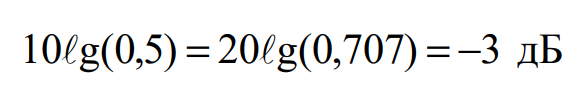 10ℓg(0,5) = 20ℓg(0,707) = −3 дБ